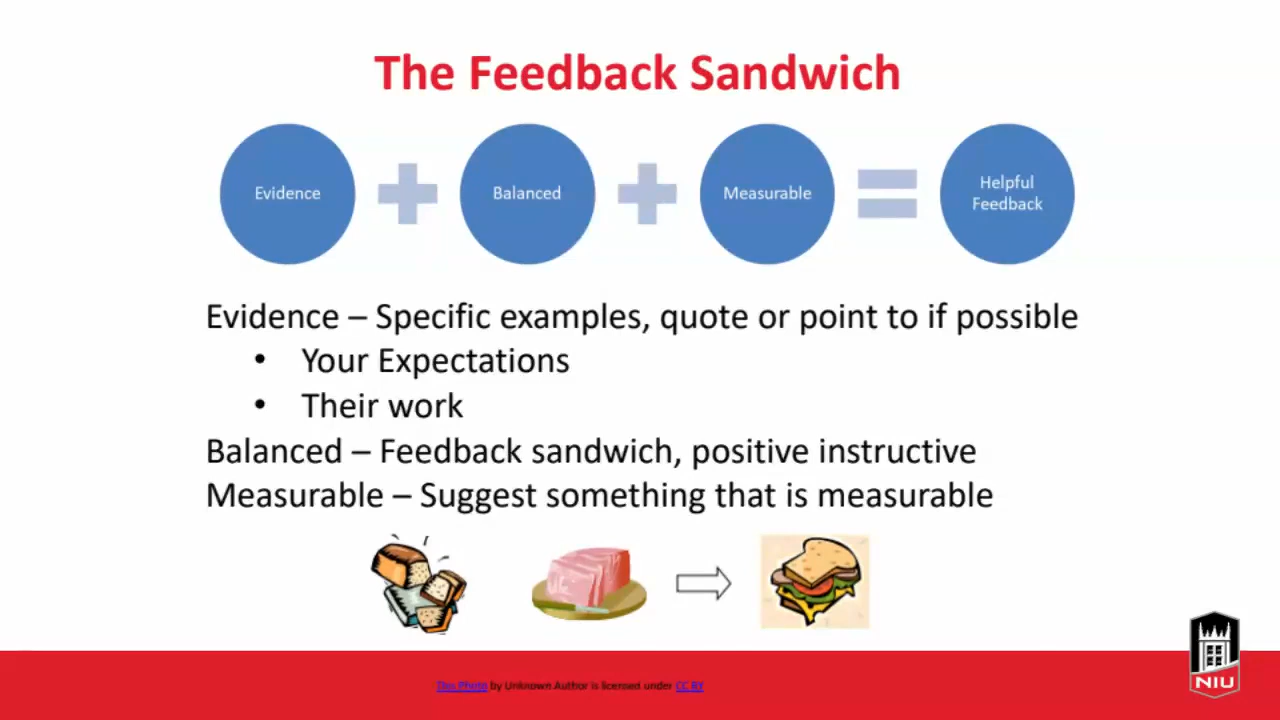 The Feedback Sandwich
Evidence
Balanced
Measurable
Helpful
Feedback
Evidence – Specific examples, quote or point to if possible
• Your Expectations
• Their work
Balanced – Feedback sandwich, positive instructive
Measurable – Suggest something that is measurable
This Photo by Unknown Author is licensed under CC BY
NIU